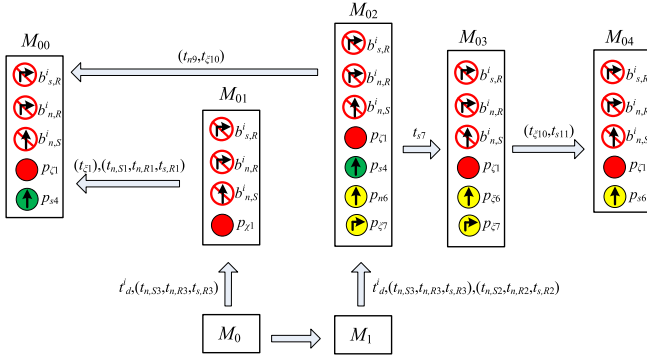 M₀₂
M₀₀
M₀₃
M₀₄
(t_{n9},t_{ξ10})
M₀₁
b^i_{s,R}
b^i_{n,R}
b^i_{n,S}
p_{ζ1}
p_{s4}
(t_{ξ1}),(t_{n,S1},t_{n,R1},t_{s,R1})
b^i_{s,R}
b^i_{n,R}
b^i_{n,S}
p_{χ1}
b^i_{s,R}
b^i_{n,R}
b^i_{n,S}
p_{ζ1}
p_{s4}
p_{n6}
p_{ξ7}
t_{s7}
b^i_{s,R}
b^i_{n,R}
b^i_{n,S}
p_{ζ1}
p_{ξ6}
p_{ξ7}
(t_{ξ10},t_{s11})
b^i_{s,R}
b^i_{n,R}
b^i_{n,S}
p_{ζ1}
p_{s6}
t^i_d,(t_{n,S3},t_{n,R3},t_{s,R3})
t^i_d,(t_{n,S3},t_{n,R3},t_{s,R3}),(t_{n,S2},t_{n,R2},t_{s,R2})
M₀
M₁